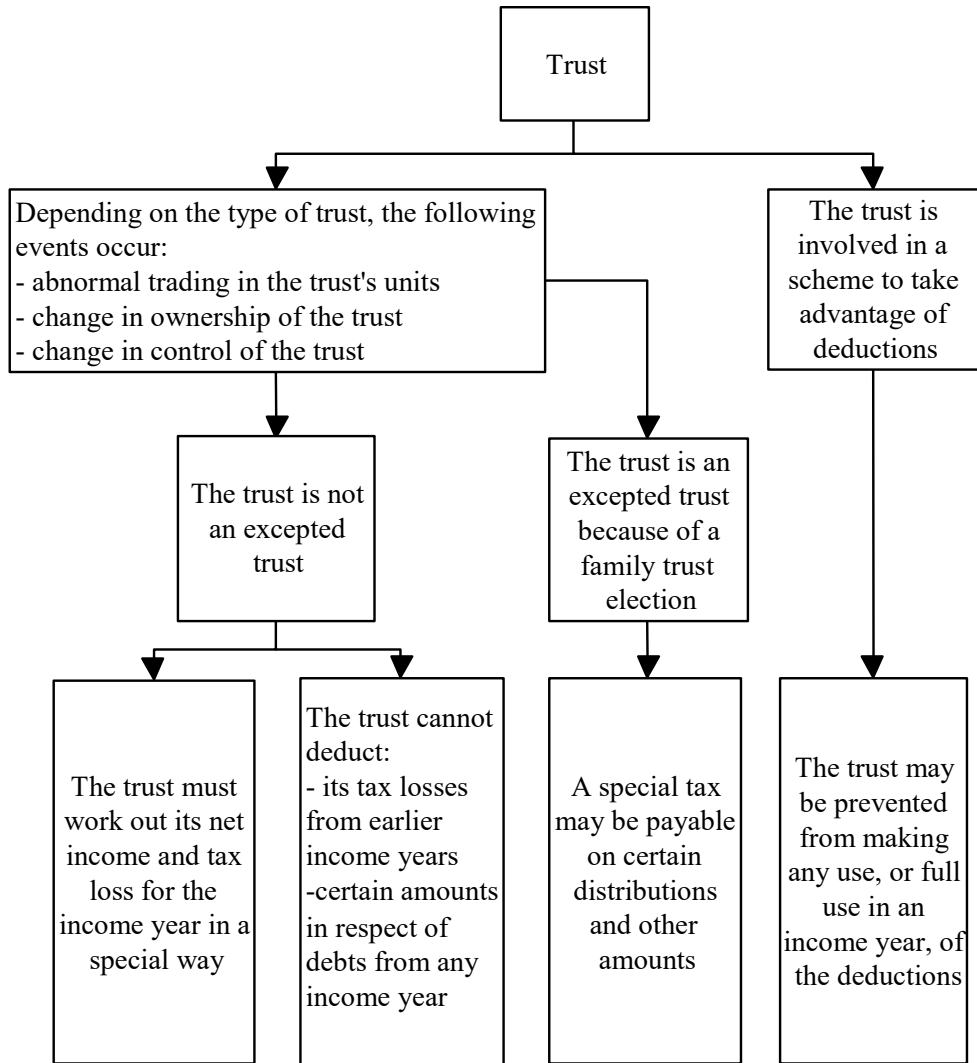 Trust
Depending on the type of trust, the following
events occur:
- abnormal trading in the trust's units
- change in ownership of the trust
- change in control of the trust
The trust is
involved in a
scheme to take
advantage of
deductions
The trust is not
an excepted
trust
The trust is an
excepted trust
because of a
family trust
election
The trust must
work out its net
income and tax
loss for the
income year in a
special way
The trust cannot
deduct:
- its tax losses
from earlier
income years
-certain amounts
in respect of
debts from any
income year
A special tax
may be payable
on certain
distributions
and other
amounts
The trust may
be prevented
from making
any use, or full
use in an
income year, of
the deductions